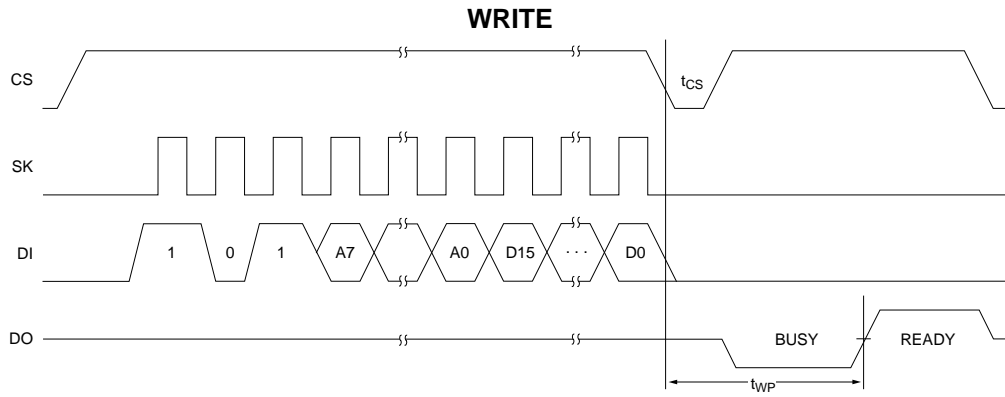 WRITE
CS
tCS
SK
DI
1 0 1 A7 A0 D15 · · · D0
DO
BUSY READY
tWP